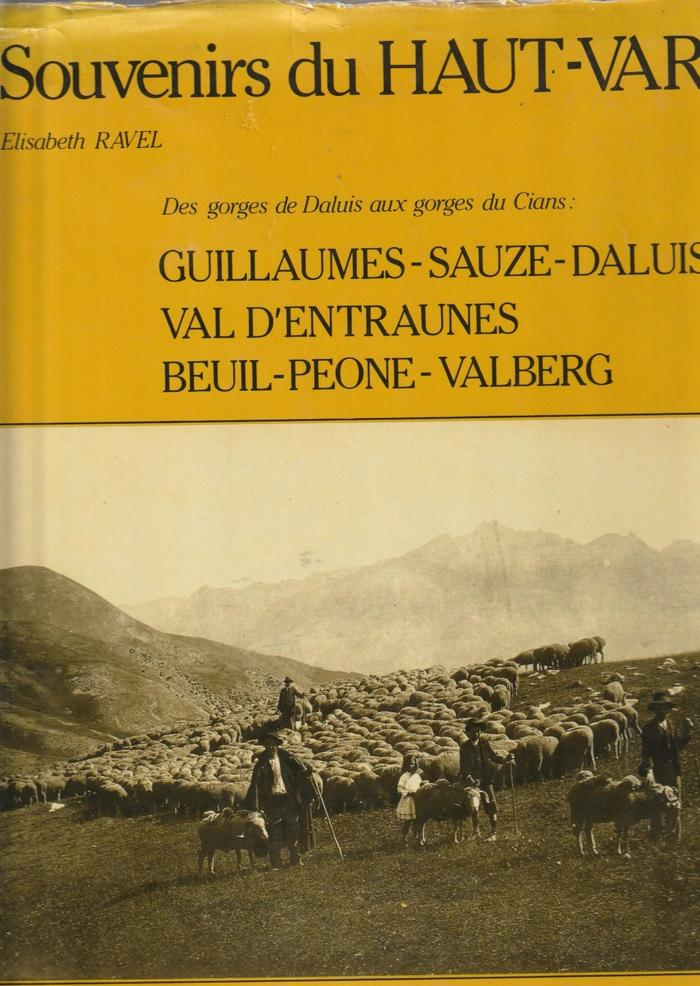 Souvenirs du HAUT-VAR
Elisabeth RAVEL
Des gorges de Daluis aux gorges du Cians :
GUILLAUMES - SAUZE - DALUIS
VAL D'ENTRAUNES
BEUIL - PEONE - VALBERG